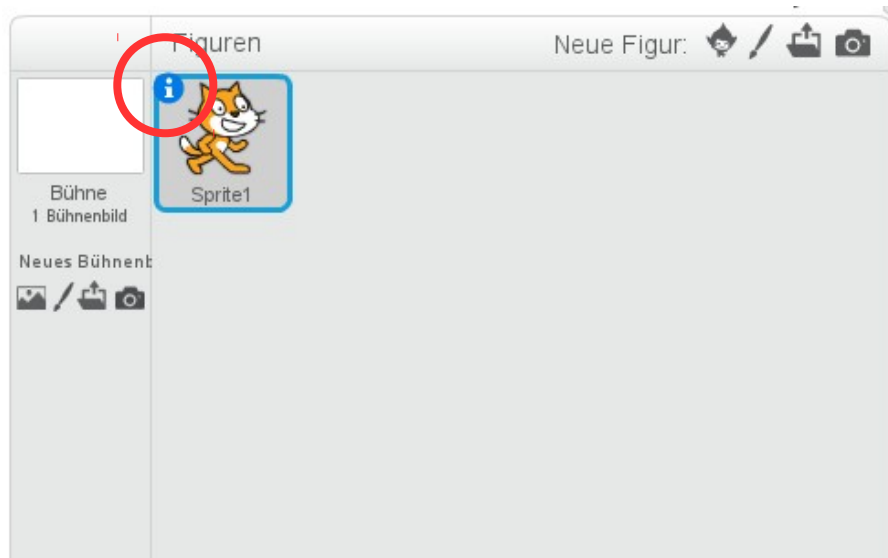 Figuren
Neue Figur:
Bühne
1 Bühnenbild
Sprite1
Neues Bühnenb